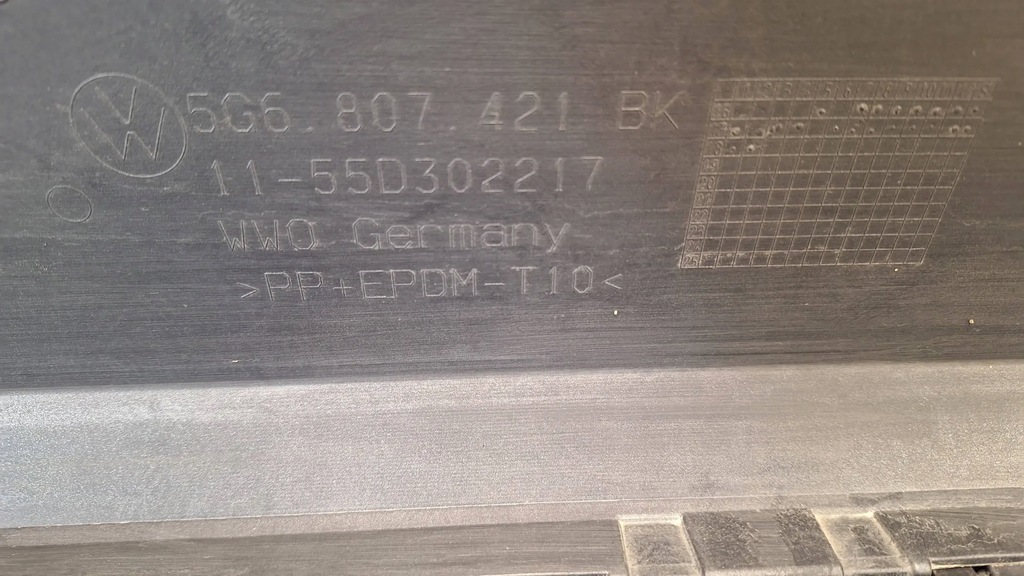 5G6.807.421 BK
11-55D302217
WWO Germany
>PP+EPDM-T10<